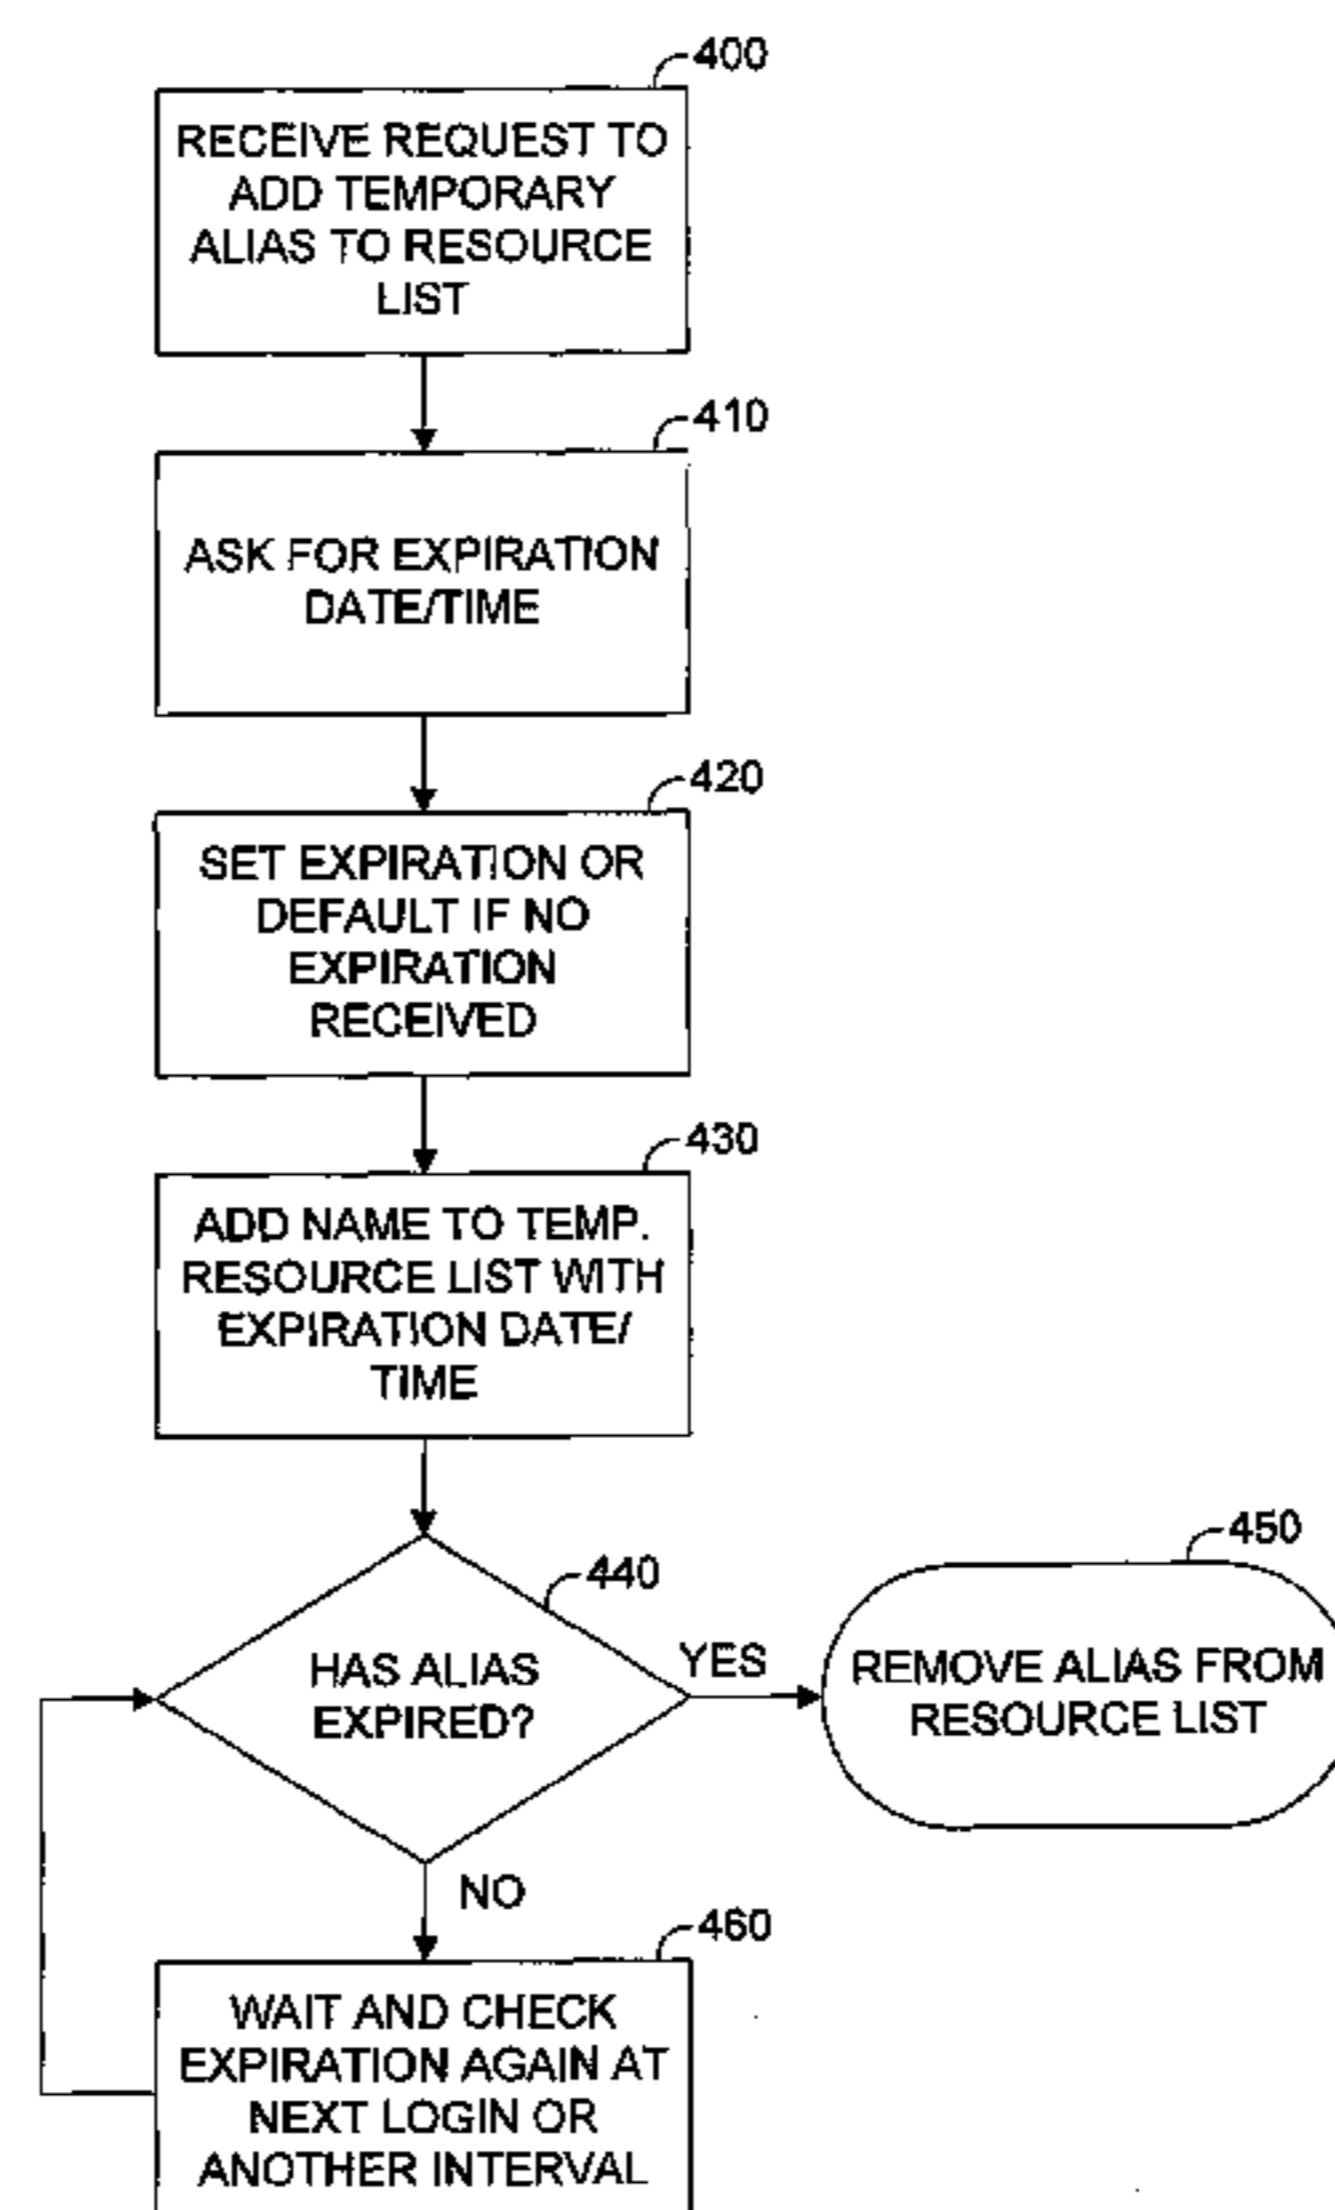 400
RECEIVE REQUEST TO
ADD TEMPORARY
ALIAS TO RESOURCE
LIST
410
ASK FOR EXPIRATION
DATE/TIME
420
SET EXPIRATION OR
DEFAULT IF NO
EXPIRATION
RECEIVED
430
ADD NAME TO TEMP.
RESOURCE LIST WITH
EXPIRATION DATE/
TIME
440
HAS ALIAS
EXPIRED?
YES
450
REMOVE ALIAS FROM
RESOURCE LIST
NO
460
WAIT AND CHECK
EXPIRATION AGAIN AT
NEXT LOGIN OR
ANOTHER INTERVAL